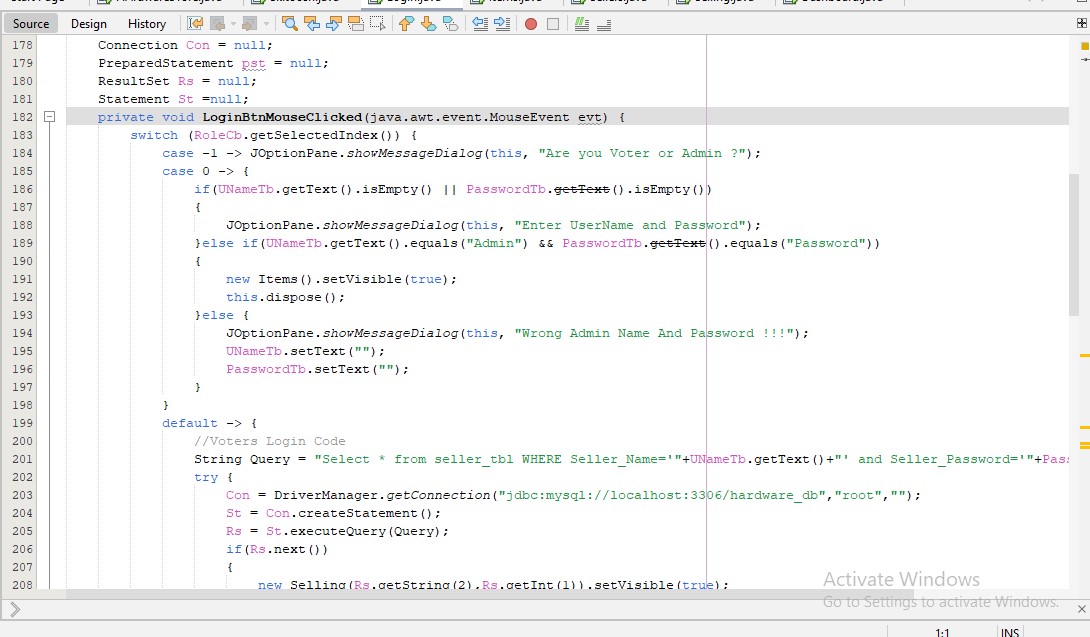 Source Design History
178 Connection Con = null;
179 PreparedStatement pst = null;
180 ResultSet Rs = null;
181 Statement St =null;
182 private void LoginBtnMouseClicked(java.awt.event.MouseEvent evt) {
183 switch (RoleCb.getSelectedIndex()) {
184 case -1 -> JOptionPane.showMessageDialog(this, "Are you Voter or Admin ?");
185 case 0 -> {
186 if(UNameTb.getText().isEmpty() || PasswordTb.getText().isEmpty())
187 {
188 JOptionPane.showMessageDialog(this, "Enter UserName and Password");
189 }else if(UNameTb.getText().equals("Admin") && PasswordTb.getText().equals("Password"))
190 {
191 new Items().setVisible(true);
192 this.dispose();
193 }else {
194 JOptionPane.showMessageDialog(this, "Wrong Admin Name And Password !!!");
195 UNameTb.setText("");
196 PasswordTb.setText("");
197 }
198 }
199 default -> {
200 //Voters Login Code
201 String Query = "Select * from seller_tbl WHERE Seller_Name='"+UNameTb.getText()+"' and Seller_Password='"+Pass
202 try {
203 Con = DriverManager.getConnection("jdbc:mysql://localhost:3306/hardware_db","root","");
204 St = Con.createStatement();
205 Rs = St.executeQuery(Query);
206 if(Rs.next())
207 {
208 new Selling(Rs.getString(2),Rs.getInt(1)).setVisible(true);
Activate Windows
Go to Settings to activate Windows.
1:1 INS